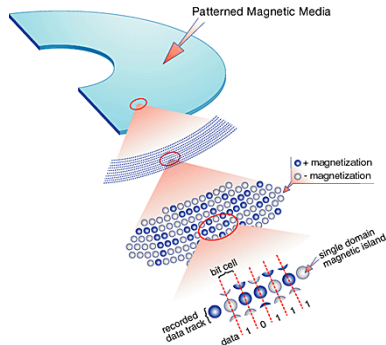 Patterned Magnetic Media
+ magnetization
- magnetization
single domain
magnetic island
bit cell
recorded
data track
data 1 0 1 1 1